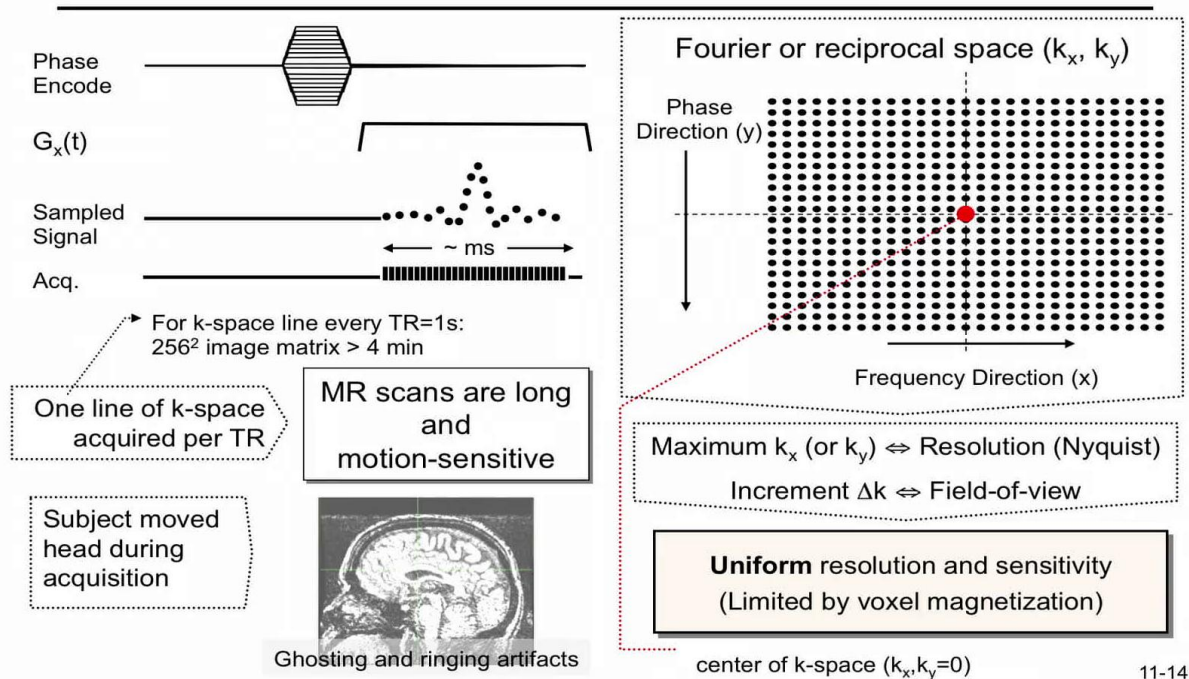 Phase
Encode
Gₓ(t)
Sampled
Signal
~ ms
Acq.
For k-space line every TR=1s:
256² image matrix > 4 min
One line of k-space
acquired per TR
MR scans are long
and
motion-sensitive
Subject moved
head during
acquisition
Ghosting and ringing artifacts
Fourier or reciprocal space (kₓ, k_y)
Phase
Direction (y)
Frequency Direction (x)
Maximum kₓ (or k_y) ⇔ Resolution (Nyquist)
Increment Δk ⇔ Field-of-view
Uniform resolution and sensitivity
(Limited by voxel magnetization)
center of k-space (kₓ,k_y=0)
11-14